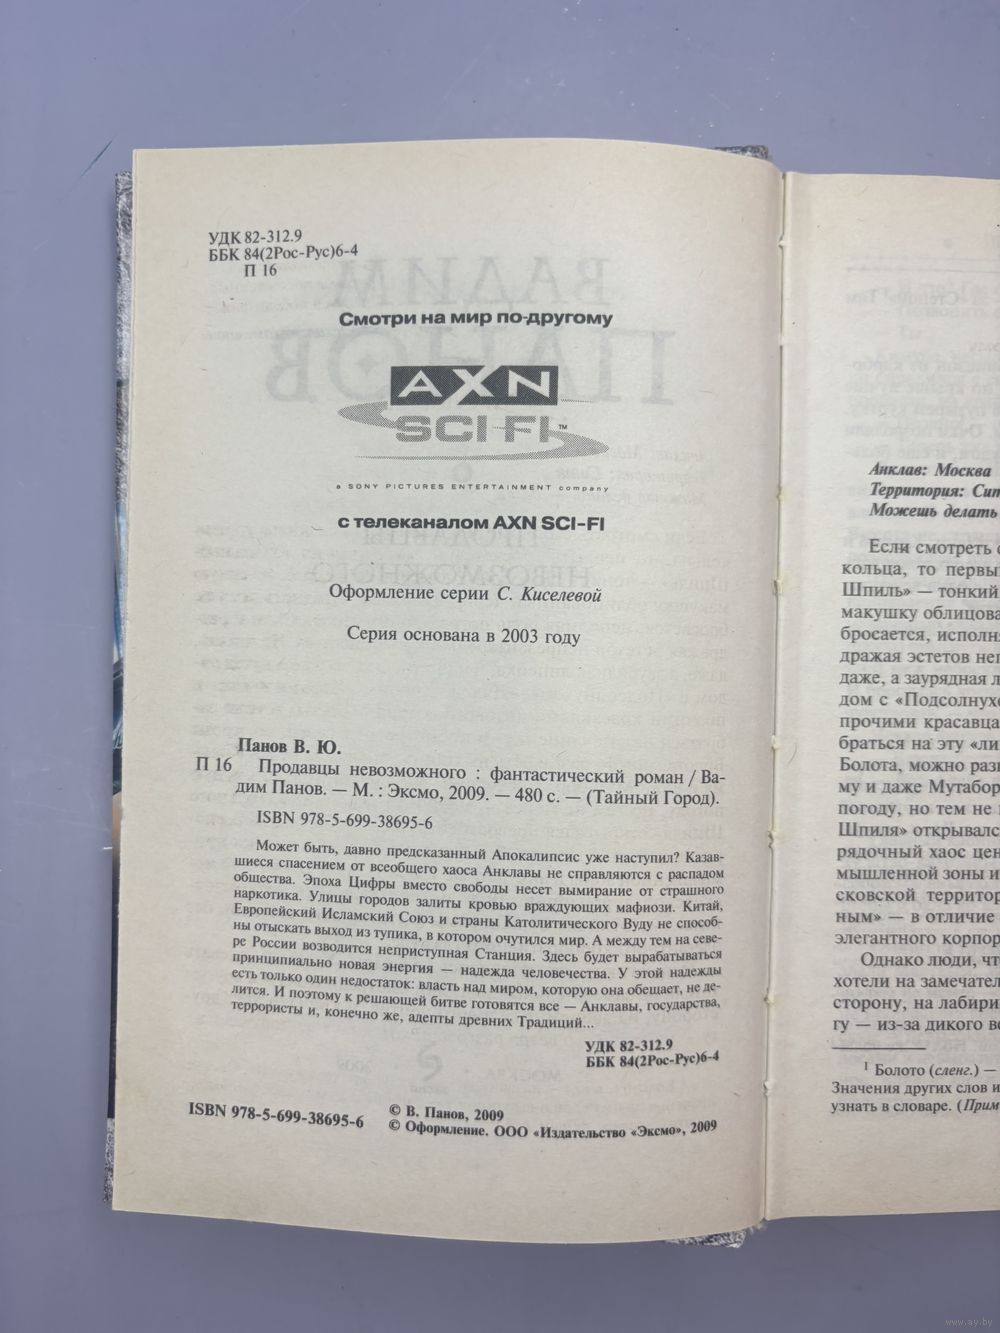 УДК 82-312.9
ББК 84(2Рос-Рус)6-4
П 16
Смотри на мир по-другому
AXN
SCI FI™
a SONY PICTURES ENTERTAINMENT company
с телеканалом AXN SCI-FI
Оформление серии С. Киселевой
Серия основана в 2003 году
Панов В. Ю.
П 16 Продавцы невозможного : фантастический роман / Ва-
дим Панов. — М. : Эксмо, 2009. — 480 с. — (Тайный Город).
ISBN 978-5-699-38695-6
Может быть, давно предсказанный Апокалипсис уже наступил? Казав-
шиеся спасением от всеобщего хаоса Анклавы не справляются с распадом
общества. Эпоха Цифры вместо свободы несет вымирание от страшного
наркотика. Улицы городов залиты кровью враждующих мафиози. Китай,
Европейский Исламский Союз и страны Католитического Вуду не способ-
ны отыскать выход из тупика, в котором очутился мир. А между тем на севе-
ре России возводится неприступная Станция. Здесь будет вырабатываться
принципиально новая энергия — надежда человечества. У этой надежды
есть только один недостаток: власть над миром, которую она обещает, не де-
лится. И поэтому к решающей битве готовятся все — Анклавы, государства,
террористы и, конечно же, адепты древних Традиций...
УДК 82-312.9
ББК 84(2Рос-Рус)6-4
ISBN 978-5-699-38695-6
© В. Панов, 2009
© Оформление. ООО «Издательство «Эксмо», 2009
Анклав: Москва
Территория: Сит
Можешь делать
Если смотреть
кольца, то первы
Шпиль» — тонкий
макушку облицова
бросается, исполн
дражая эстетов не
даже, а заурядная л
дом с «Подсолнух
прочими красавца
браться на эту «ли
Болота, можно раз
му и даже Мутабор
погоду, но тем не
Шпиля» открывалс
рядочный хаос цен
мышленной зоны и
сковской территор
ным» — в отличие
элегантного корпор
Однако люди, чт
хотели на замечател
сторону, на лабири
гу — из-за дикого в
1 Болото (сленг.) —
Значения других слов и
узнать в словаре. (Прим
www.ay.by